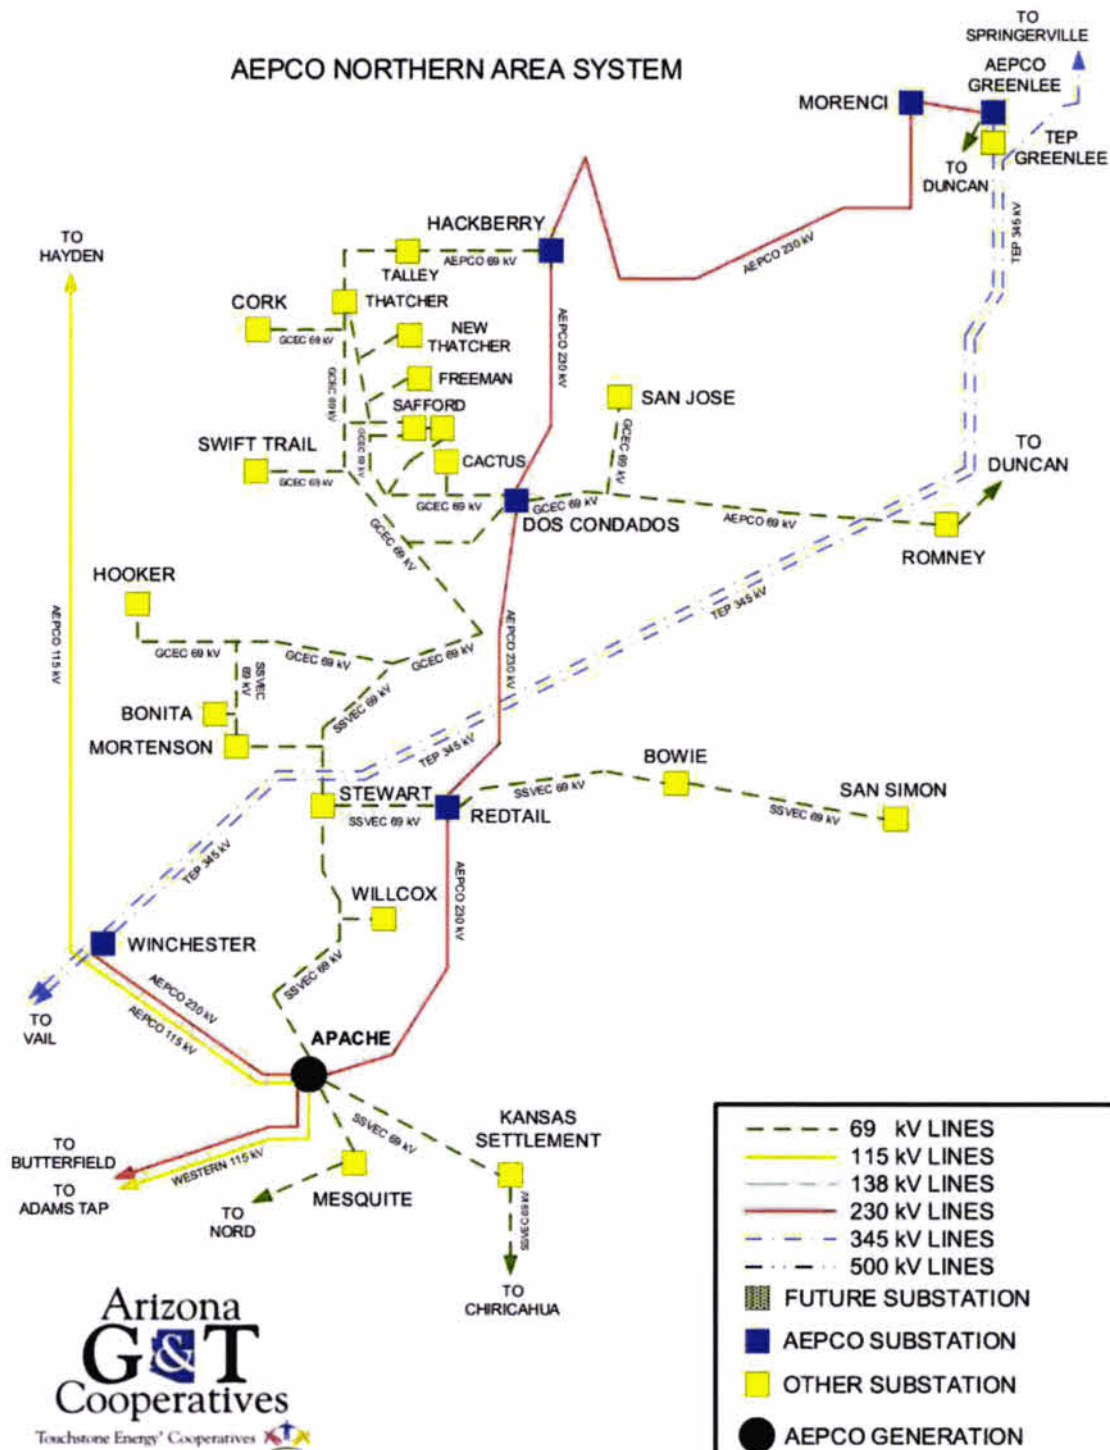 TO
SPRINGERVILLE
AEPCO NORTHERN AREA SYSTEM
AEPCO
GREENLEE
MORENCI
TEP
GREENLEE
TO
DUNCAN
TEP 345 kV
HACKBERRY
TO
HAYDEN
AEPCO 69 kV
TALLEY
AEPCO 230 kV
CORK
THATCHER
GCEC 69 kV
NEW
THATCHER
AEPCO 230 kV
GCEC 69 kV
FREEMAN
SAN JOSE
SAFFORD
GCEC 69 kV
GCEC 69 kV
SWIFT TRAIL
CACTUS
TO
DUNCAN
GCEC 69 kV
GCEC 69 kV
GCEC 69 kV
AEPCO 69 kV
DOS CONDADOS
GCEC 69 kV
ROMNEY
HOOKER
TEP 345 kV
AEPCO 115 kV
GCEC 69 kV
GCEC 69 kV
GCEC 69 kV
AEPCO 230 kV
SSVEC
69 kV
SSVEC 69 kV
BONITA
MORTENSON
TEP 345 kV
BOWIE
STEWART
SSVEC 69 kV
SAN SIMON
SSVEC 69 kV
REDTAIL
SSVEC 69 kV
TEP 345 kV
WILLCOX
AEPCO 230 kV
WINCHESTER
SSVEC 69 kV
AEPCO 230 kV
AEPCO 115 kV
TO
VAIL
APACHE
SSVEC 69 kV
KANSAS
SETTLEMENT
TO
BUTTERFIELD
WESTERN 115 kV
TO
ADAMS TAP
MESQUITE
TO
NORD
SSVEC 69 kV
TO
CHIRICAHUA
69 kV LINES
115 kV LINES
138 kV LINES
230 kV LINES
345 kV LINES
500 kV LINES
FUTURE SUBSTATION
AEPCO SUBSTATION
OTHER SUBSTATION
AEPCO GENERATION
Arizona
G&T
Cooperatives
Touchstone Energy® Cooperatives